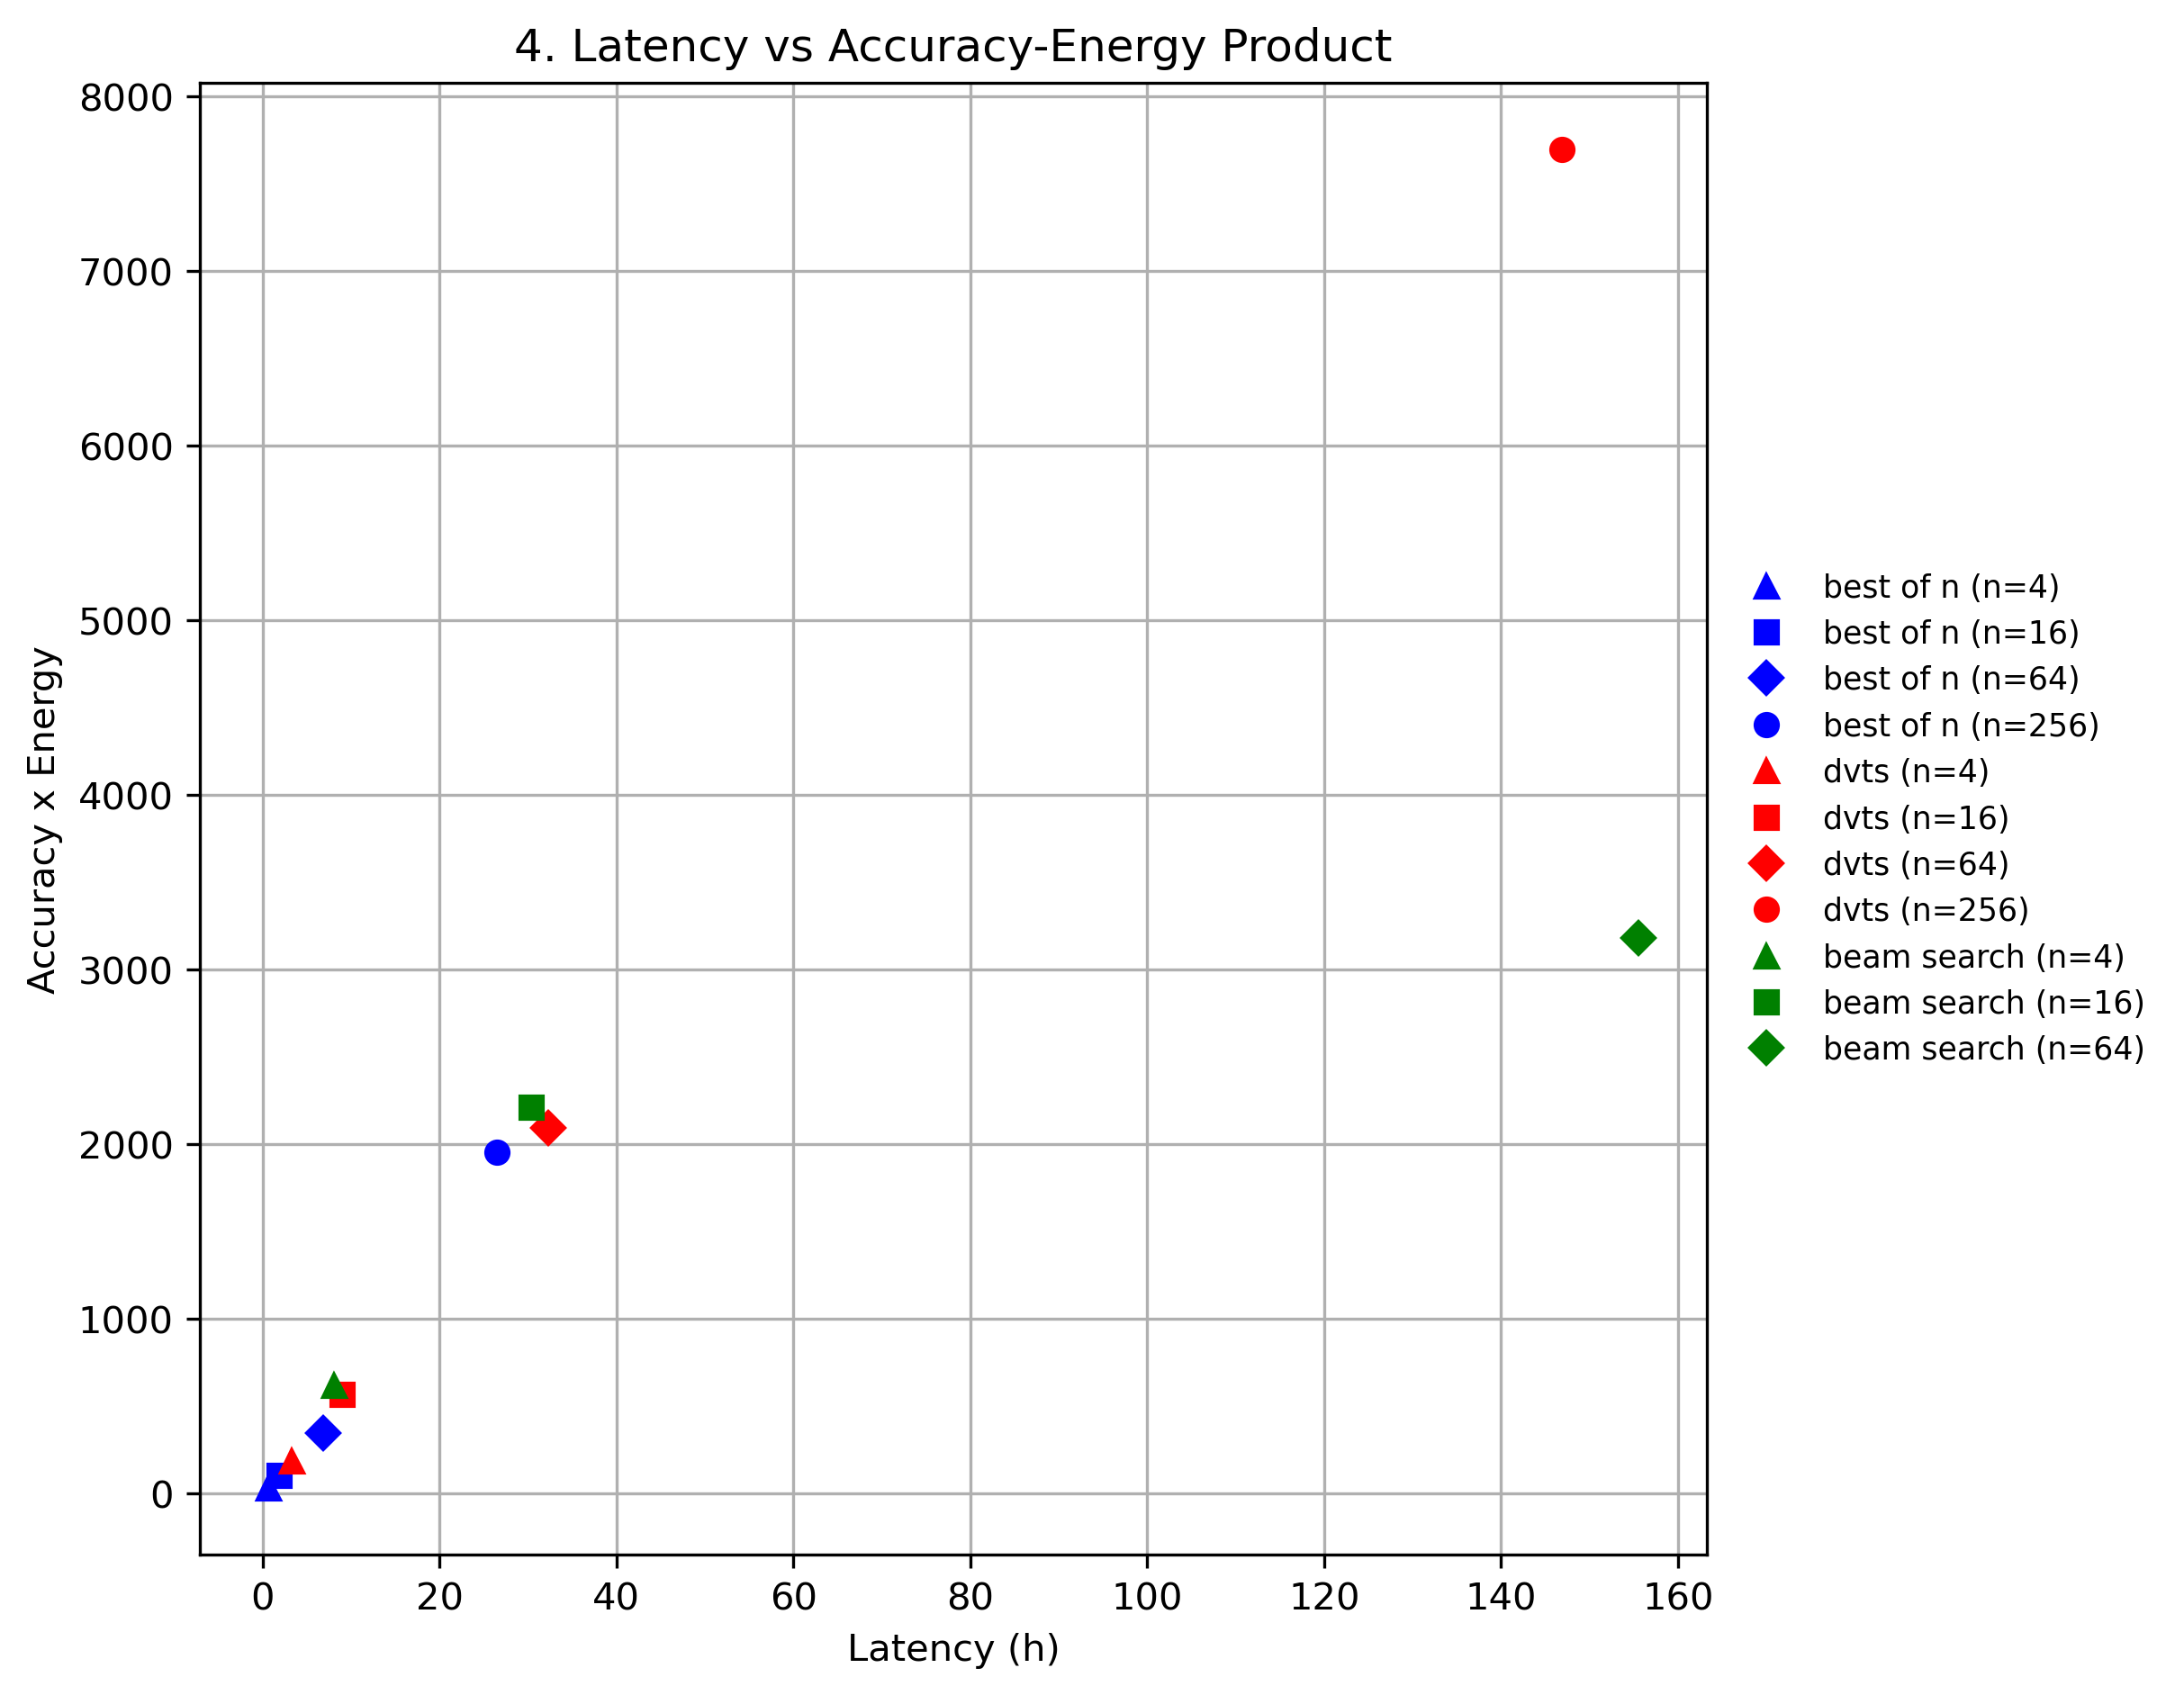 4. Latency vs Accuracy-Energy Product
8000
7000
6000
5000
4000
3000
2000
1000
0
Accuracy x Energy
0 20 40 60 80 100 120 140 160
Latency (h)
best of n (n=4)
best of n (n=16)
best of n (n=64)
best of n (n=256)
dvts (n=4)
dvts (n=16)
dvts (n=64)
dvts (n=256)
beam search (n=4)
beam search (n=16)
beam search (n=64)